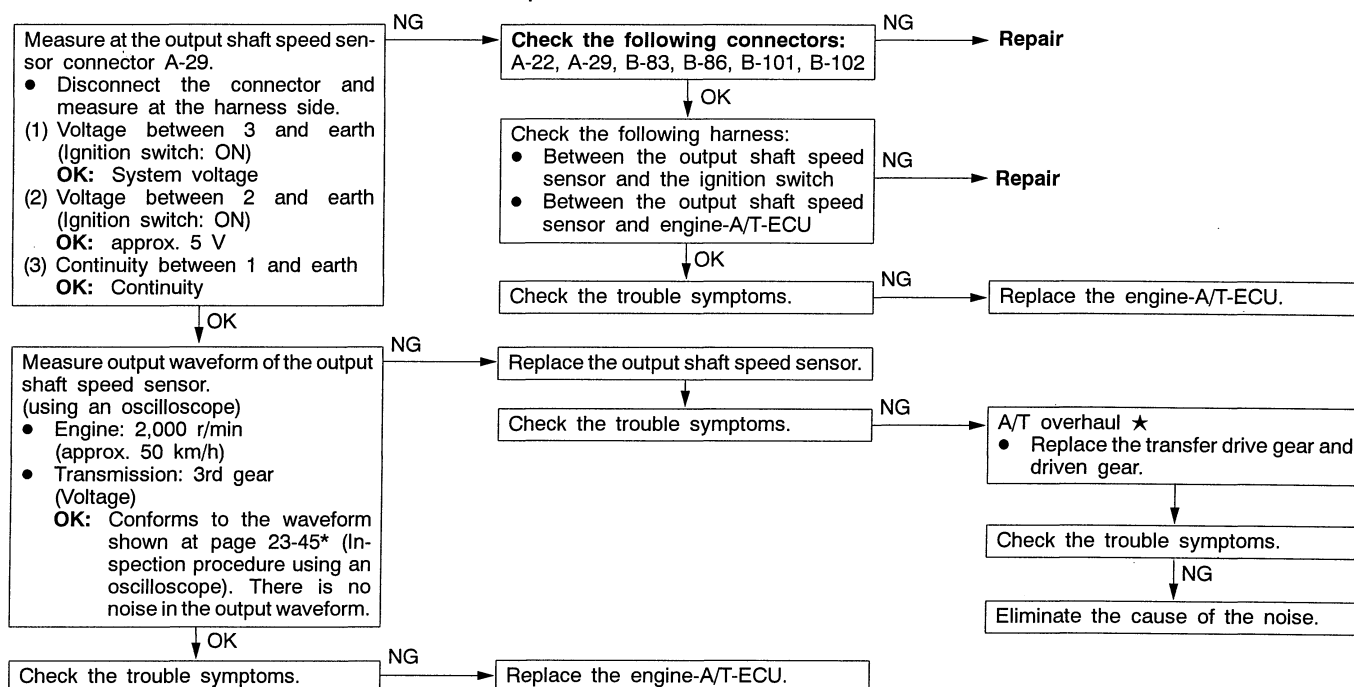 Measure at the output shaft speed sen-
sor connector A-29.
● Disconnect the connector and
measure at the harness side.
(1) Voltage between 3 and earth
(Ignition switch: ON)
OK: System voltage
(2) Voltage between 2 and earth
(Ignition switch: ON)
OK: approx. 5 V
(3) Continuity between 1 and earth
OK: Continuity
NG
Check the following connectors:
A-22, A-29, B-83, B-86, B-101, B-102
NG
Repair
OK
Check the following harness:
● Between the output shaft speed
sensor and the ignition switch
● Between the output shaft speed
sensor and engine-A/T-ECU
NG
Repair
OK
Check the trouble symptoms.
NG
Replace the engine-A/T-ECU.
OK
Measure output waveform of the output
shaft speed sensor.
(using an oscilloscope)
● Engine: 2,000 r/min
(approx. 50 km/h)
● Transmission: 3rd gear
(Voltage)
OK: Conforms to the waveform
shown at page 23-45* (In-
spection procedure using an
oscilloscope). There is no
noise in the output waveform.
NG
Replace the output shaft speed sensor.
Check the trouble symptoms.
NG
A/T overhaul ★
● Replace the transfer drive gear and
driven gear.
Check the trouble symptoms.
NG
Eliminate the cause of the noise.
OK
Check the trouble symptoms.
NG
Replace the engine-A/T-ECU.